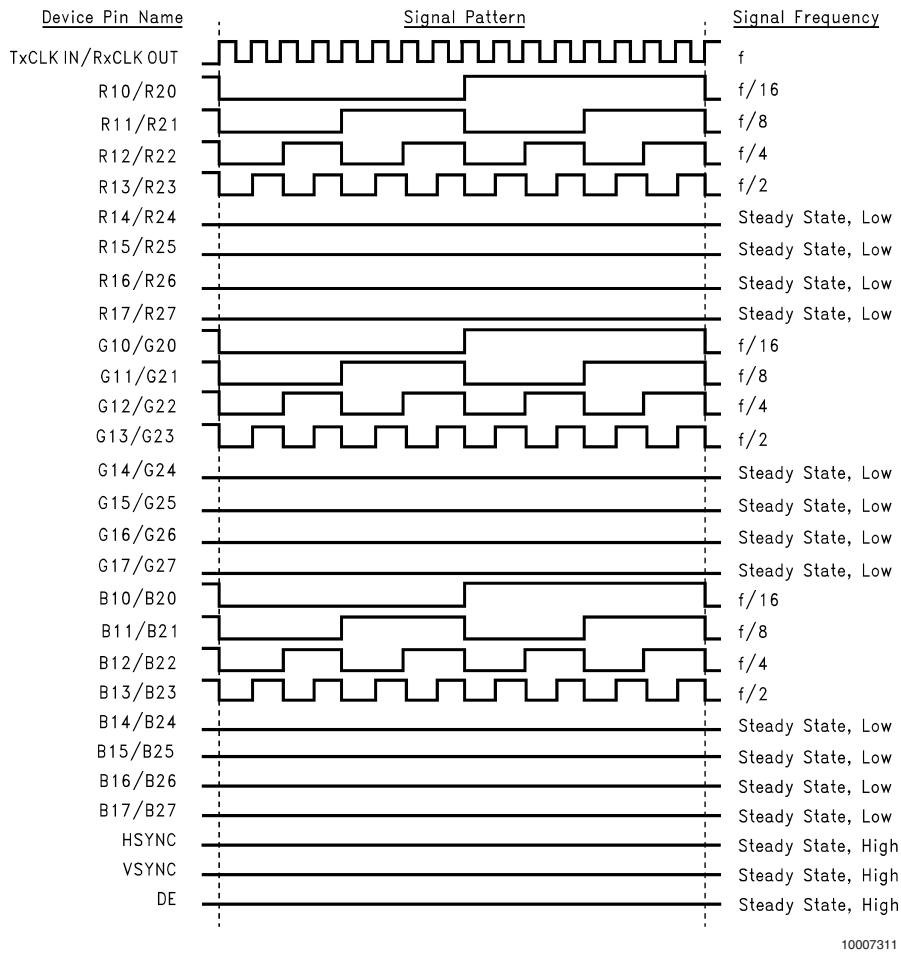 Device Pin Name Signal Pattern Signal Frequency
TxCLK IN/RxCLK OUT f
R10/R20 f/16
R11/R21 f/8
R12/R22 f/4
R13/R23 f/2
R14/R24 Steady State, Low
R15/R25 Steady State, Low
R16/R26 Steady State, Low
R17/R27 Steady State, Low
G10/G20 f/16
G11/G21 f/8
G12/G22 f/4
G13/G23 f/2
G14/G24 Steady State, Low
G15/G25 Steady State, Low
G16/G26 Steady State, Low
G17/G27 Steady State, Low
B10/B20 f/16
B11/B21 f/8
B12/B22 f/4
B13/B23 f/2
B14/B24 Steady State, Low
B15/B25 Steady State, Low
B16/B26 Steady State, Low
B17/B27 Steady State, Low
HSYNC Steady State, High
VSYNC Steady State, High
DE Steady State, High
10007311